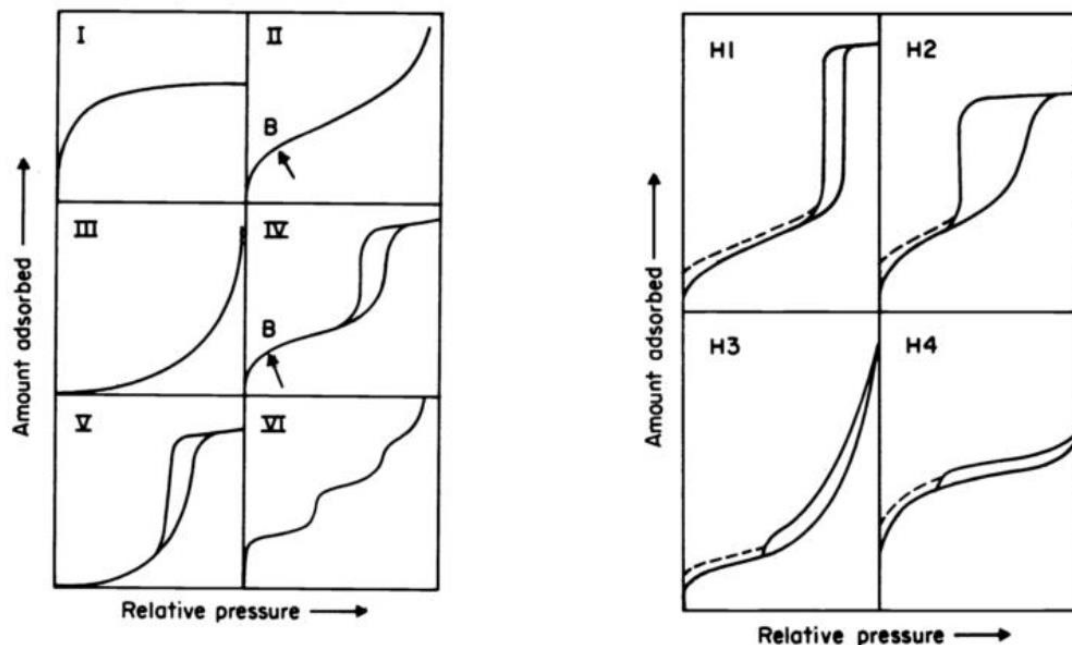 I
II
B
III
IV
B
V
VI
Amount adsorbed
Relative pressure
H1
H2
H3
H4
Amount adsorbed
Relative pressure